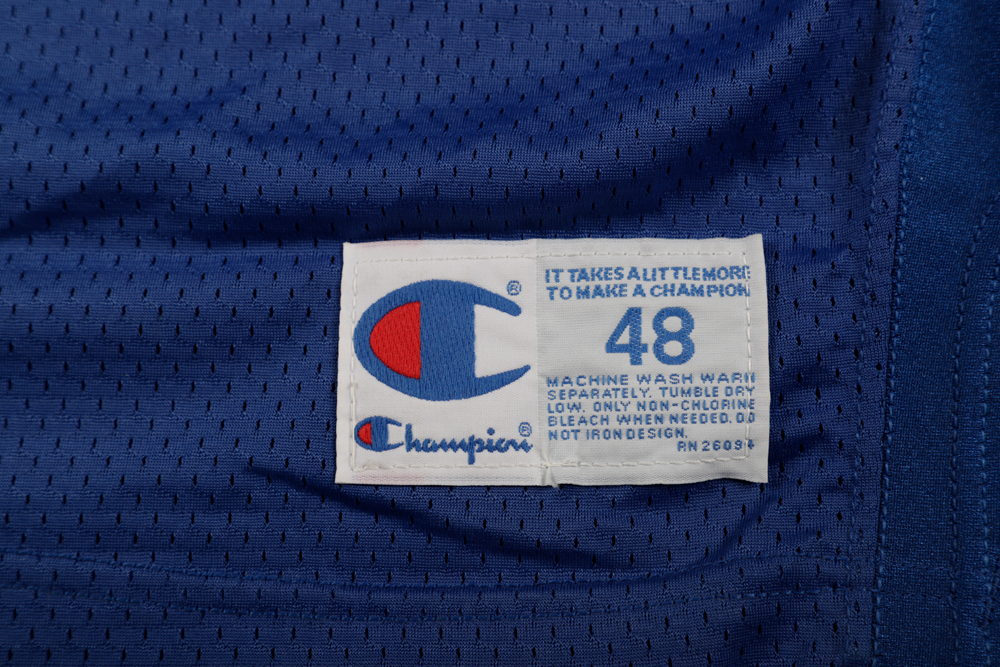 ®
Champion®
IT TAKES A LITTLE MORE
TO MAKE A CHAMPION
48
MACHINE WASH WARM
SEPARATELY. TUMBLE DRY
LOW. ONLY NON-CHLORINE
BLEACH WHEN NEEDED. DO
NOT IRON DESIGN.
RN 26094